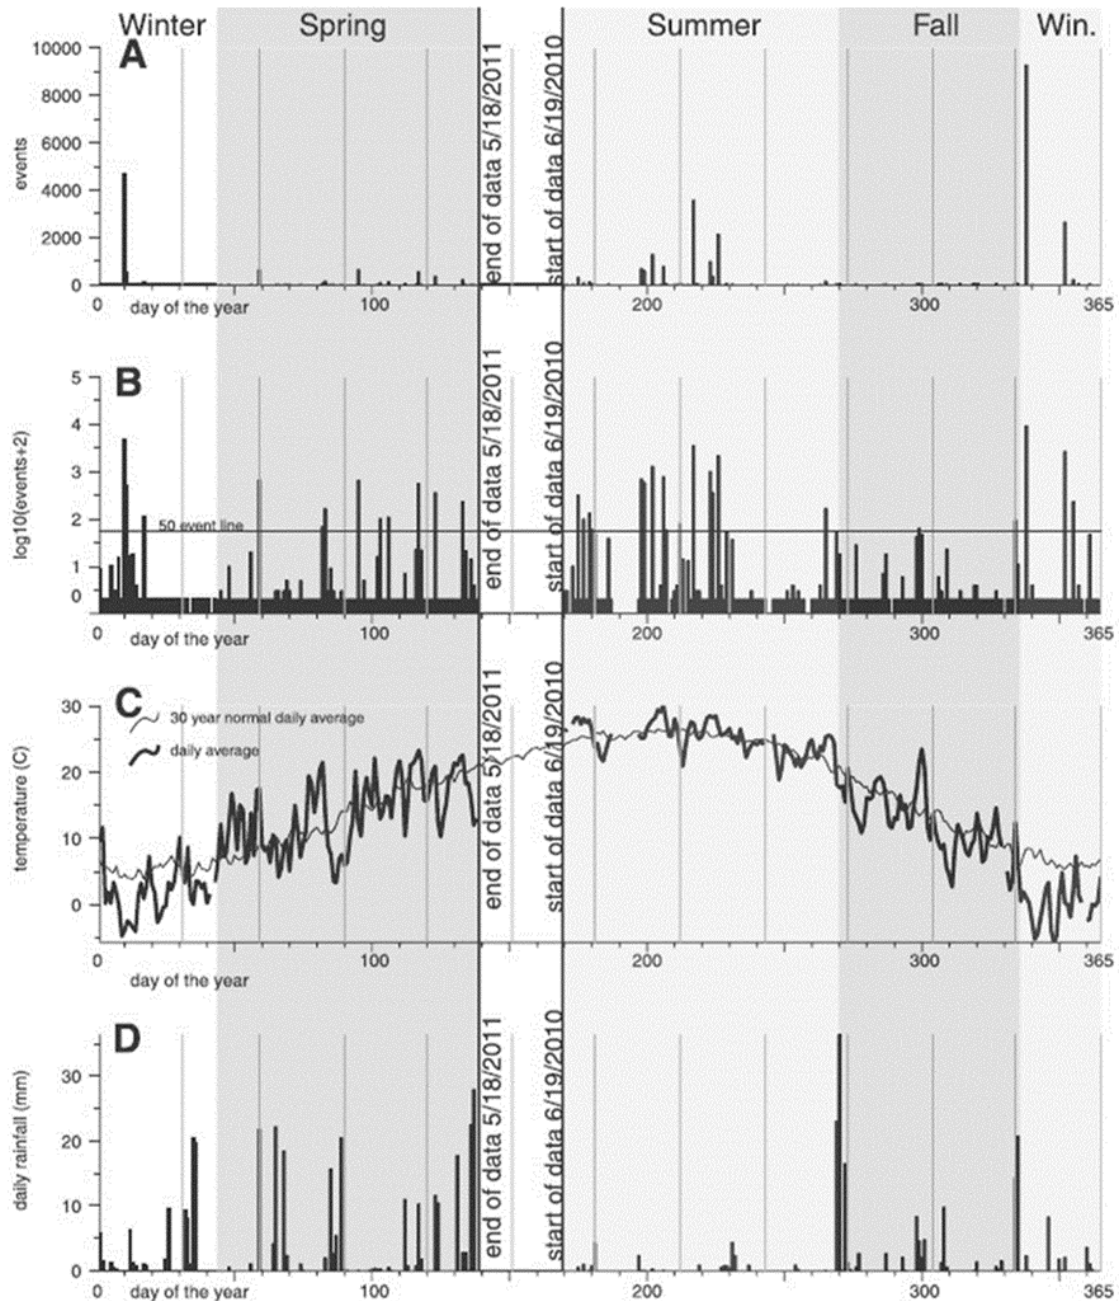 Winter Spring Summer Fall Win.
A
10000
8000
6000
4000
2000
0
events
0 100 200 300 365
day of the year
end of data 5/18/2011
start of data 6/19/2010
B
5
4
3
2
1
0
log10(events+2)
50 event line
0 100 200 300 365
day of the year
end of data 5/18/2011
start of data 6/19/2010
C
30 year normal daily average
daily average
30
20
10
0
temperature (C)
0 100 200 300 365
day of the year
end of data 5/18/2011
start of data 6/19/2010
D
30
20
10
0
daily rainfall (mm)
0 100 200 300 365
day of the year
end of data 5/18/2011
start of data 6/19/2010